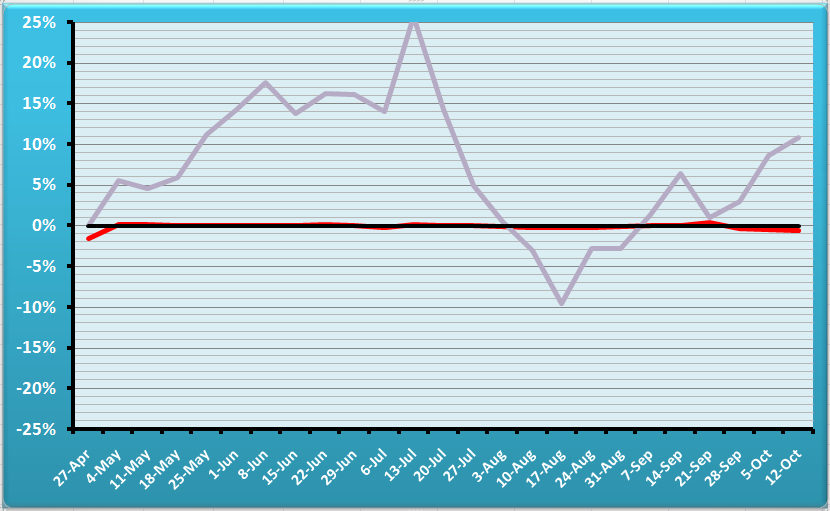 25%
20%
15%
10%
5%
0%
-5%
-10%
-15%
-20%
-25%
27-Apr
4-May
11-May
18-May
25-May
1-Jun
8-Jun
15-Jun
22-Jun
29-Jun
6-Jul
13-Jul
20-Jul
27-Jul
3-Aug
10-Aug
17-Aug
24-Aug
31-Aug
7-Sep
14-Sep
21-Sep
28-Sep
5-Oct
12-Oct